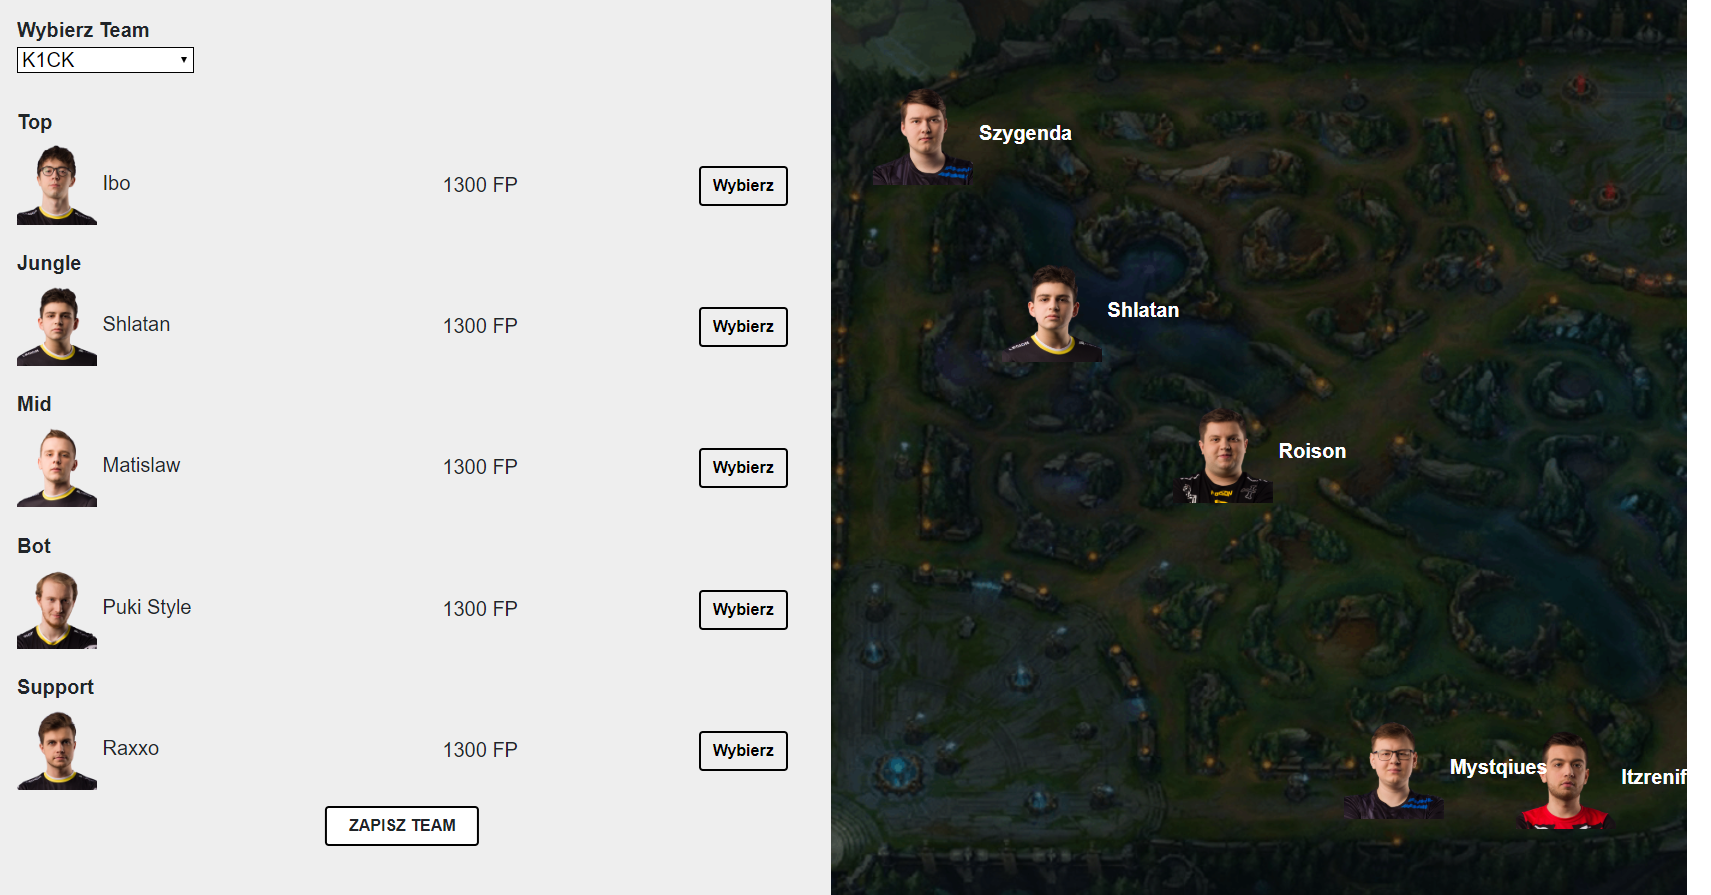 Wybierz Team
K1CK
Top
Ibo
1300 FP
Wybierz
Jungle
Shlatan
1300 FP
Wybierz
Mid
Matislaw
1300 FP
Wybierz
Bot
Puki Style
1300 FP
Wybierz
Support
Raxxo
1300 FP
Wybierz
ZAPISZ TEAM
Szygenda
Shlatan
Roison
Mystqiues
Itzrenif